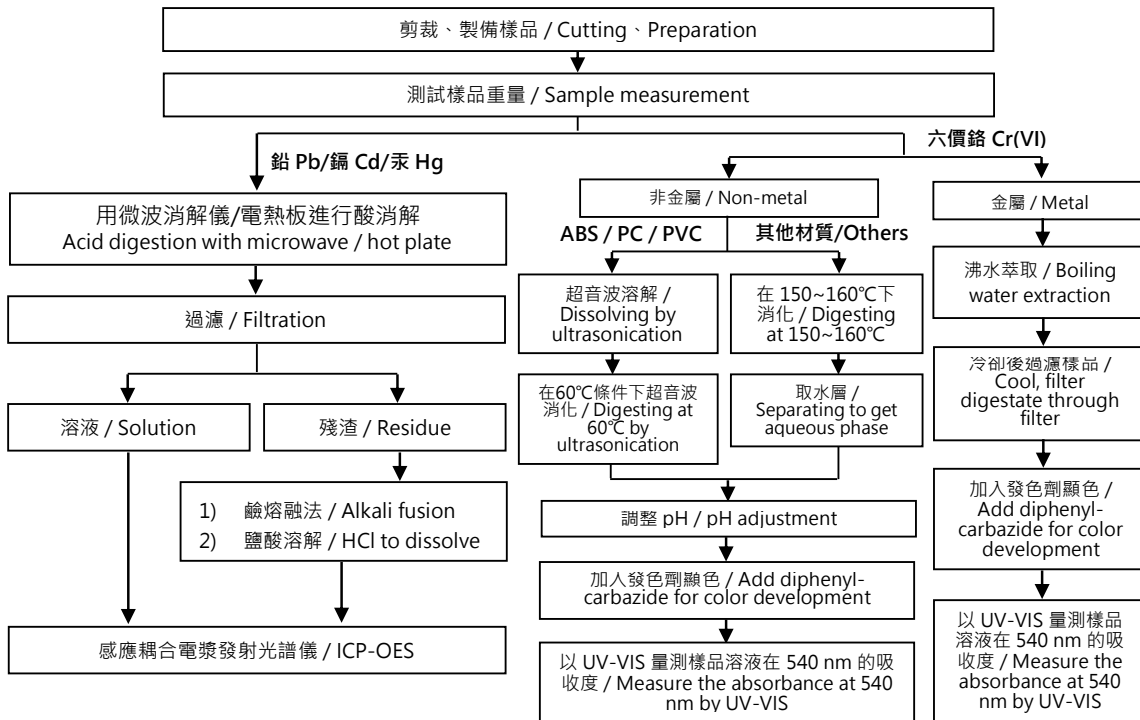 剪裁、製備樣品 / Cutting、Preparation
測試樣品重量 / Sample measurement
鉛 Pb/鎘 Cd/汞 Hg
六價鉻 Cr(VI)
用微波消解儀/電熱板進行酸消解
Acid digestion with microwave / hot plate
過濾 / Filtration
溶液 / Solution
殘渣 / Residue
1) 鹼熔融法 / Alkali fusion
2) 鹽酸溶解 / HCl to dissolve
感應耦合電漿發射光譜儀 / ICP-OES
非金屬 / Non-metal
ABS / PC / PVC
其他材質/Others
超音波溶解 /
Dissolving by
ultrasonication
在60℃條件下超音波
消化 / Digesting at
60℃ by
ultrasonication
在 150~160℃下
消化 / Digesting
at 150~160℃
取水層 /
Separating to get
aqueous phase
調整 pH / pH adjustment
加入發色劑顯色 / Add diphenyl-
carbazide for color development
以 UV-VIS 量測樣品溶液在 540 nm 的吸
收度 / Measure the absorbance at 540
nm by UV-VIS
金屬 / Metal
沸水萃取 / Boiling
water extraction
冷卻後過濾樣品 /
Cool, filter
digestate through
filter
加入發色劑顯色 /
Add diphenyl-
carbazide for color
development
以 UV-VIS 量測樣品
溶液在 540 nm 的吸
收度 / Measure the
absorbance at 540
nm by UV-VIS